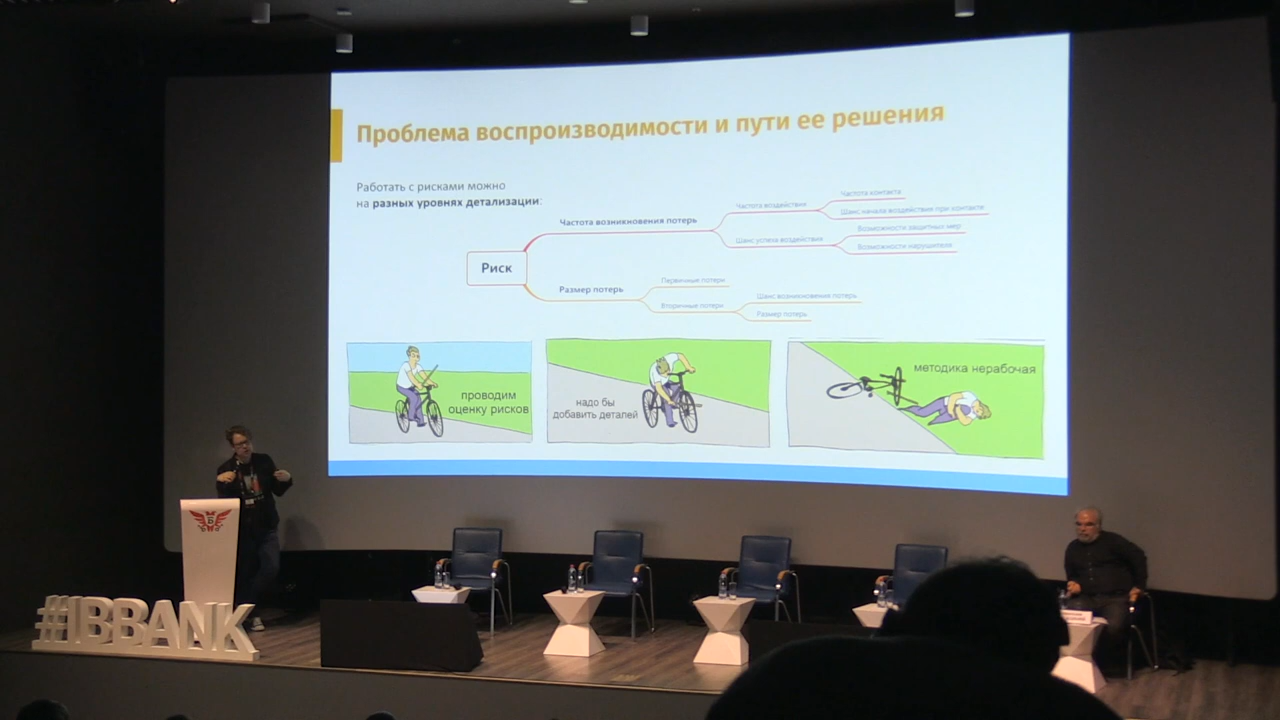 Проблема воспроизводимости и пути ее решения
Работать с рисками можно
на разных уровнях детализации:
Риск
Частота возникновения потерь
Частота воздействия
Частота контакта
Шанс начала воздействия при контакте
Шанс успеха воздействия
Возможности защитных мер
Возможности нарушителя
Размер потерь
Первичные потери
Вторичные потери
Шанс возникновения потерь
Размер потерь
проводим
оценку рисков
надо бы
добавить деталей
методика нерабочая
#IBBANK